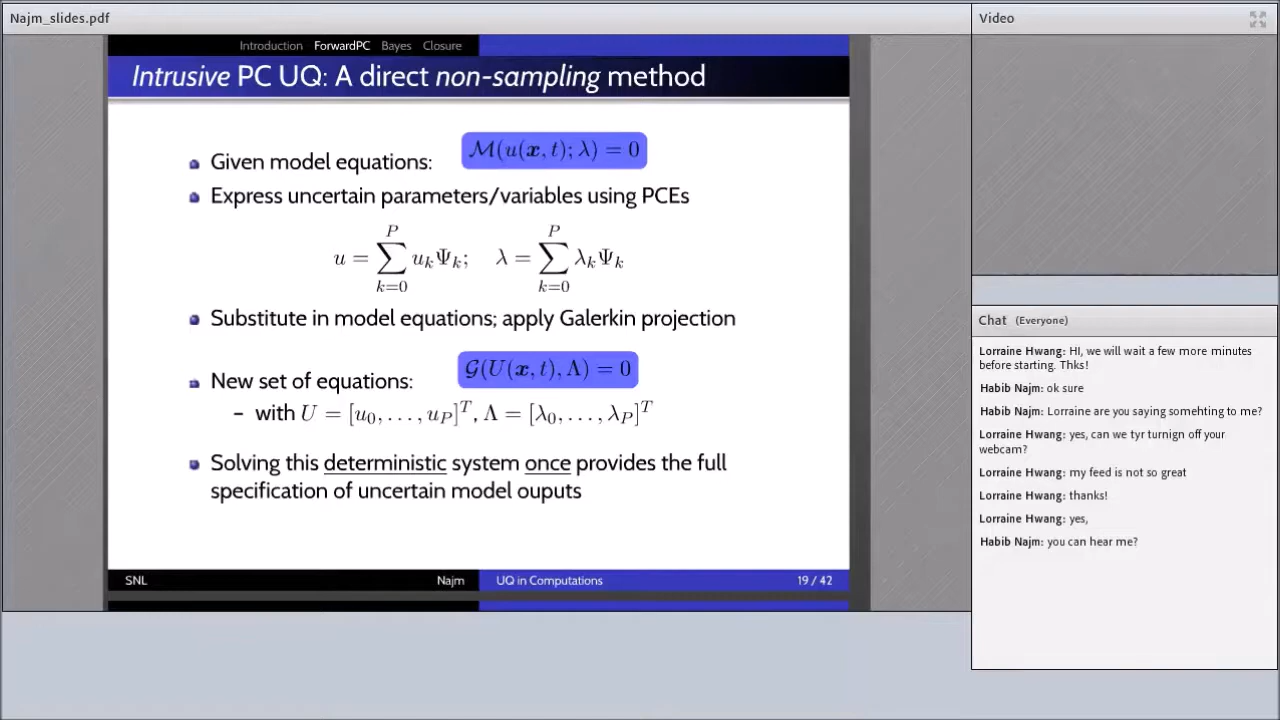 Najm_slides.pdf
Introduction ForwardPC Bayes Closure
Intrusive PC UQ: A direct non-sampling method
Given model equations: M(u(x, t); λ) = 0
Express uncertain parameters/variables using PCEs
u = ∑_{k=0}^{P} u_k Ψ_k; λ = ∑_{k=0}^{P} λ_k Ψ_k
Substitute in model equations; apply Galerkin projection
New set of equations: G(U(x, t), Λ) = 0
– with U = [u_0, . . . , u_P]^T, Λ = [λ_0, . . . , λ_P]^T
Solving this deterministic system once provides the full
specification of uncertain model ouputs
SNL Najm UQ in Computations 19 / 42
Video
Chat (Everyone)
Lorraine Hwang: HI, we will wait a few more minutes
before starting. Thks!
Habib Najm: ok sure
Habib Najm: Lorraine are you saying somehting to me?
Lorraine Hwang: yes, can we tyr turnign off your
webcam?
Lorraine Hwang: my feed is not so great
Lorraine Hwang: thanks!
Lorraine Hwang: yes,
Habib Najm: you can hear me?